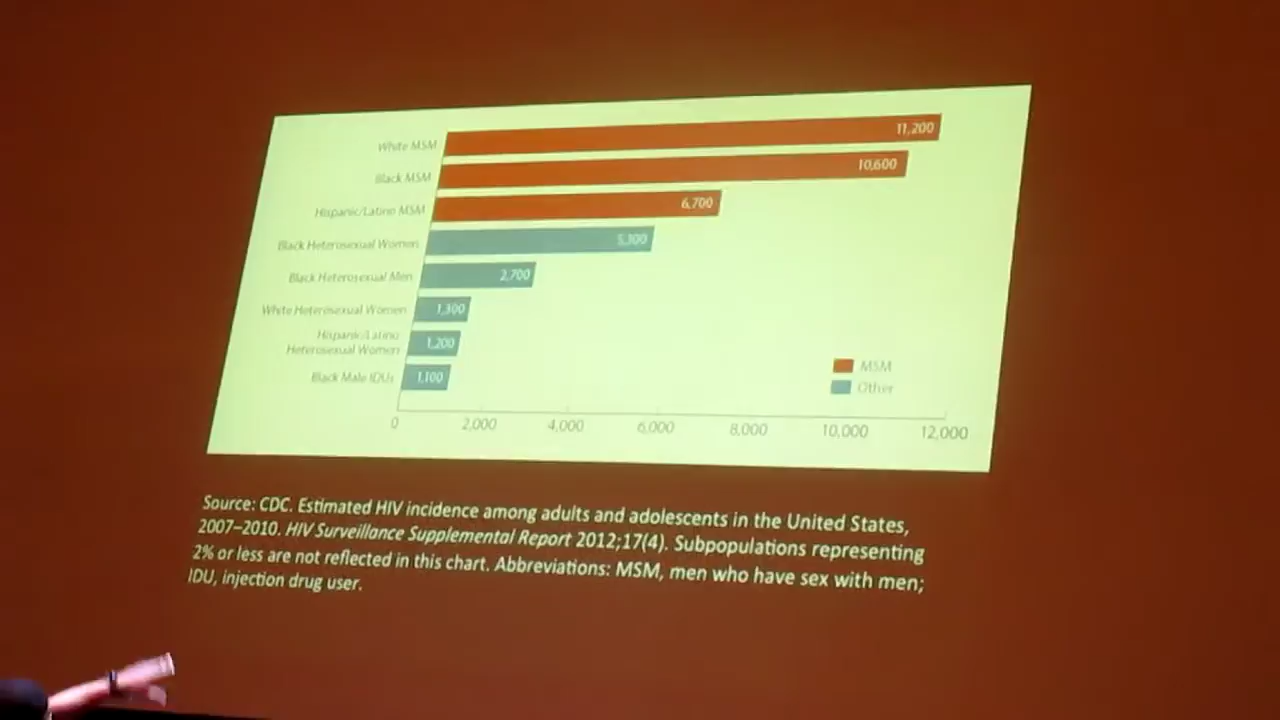 White MSM 11,200
Black MSM 10,600
Hispanic/Latino MSM 6,700
Black Heterosexual Women 5,300
Black Heterosexual Men 2,700
White Heterosexual Women 1,300
Hispanic/Latino
Heterosexual Women 1,200
Black Male IDUs 1,100
MSM
Other
0 2,000 4,000 6,000 8,000 10,000 12,000
Source: CDC. Estimated HIV incidence among adults and adolescents in the United States,
2007–2010. HIV Surveillance Supplemental Report 2012;17(4). Subpopulations representing
2% or less are not reflected in this chart. Abbreviations: MSM, men who have sex with men;
IDU, injection drug user.